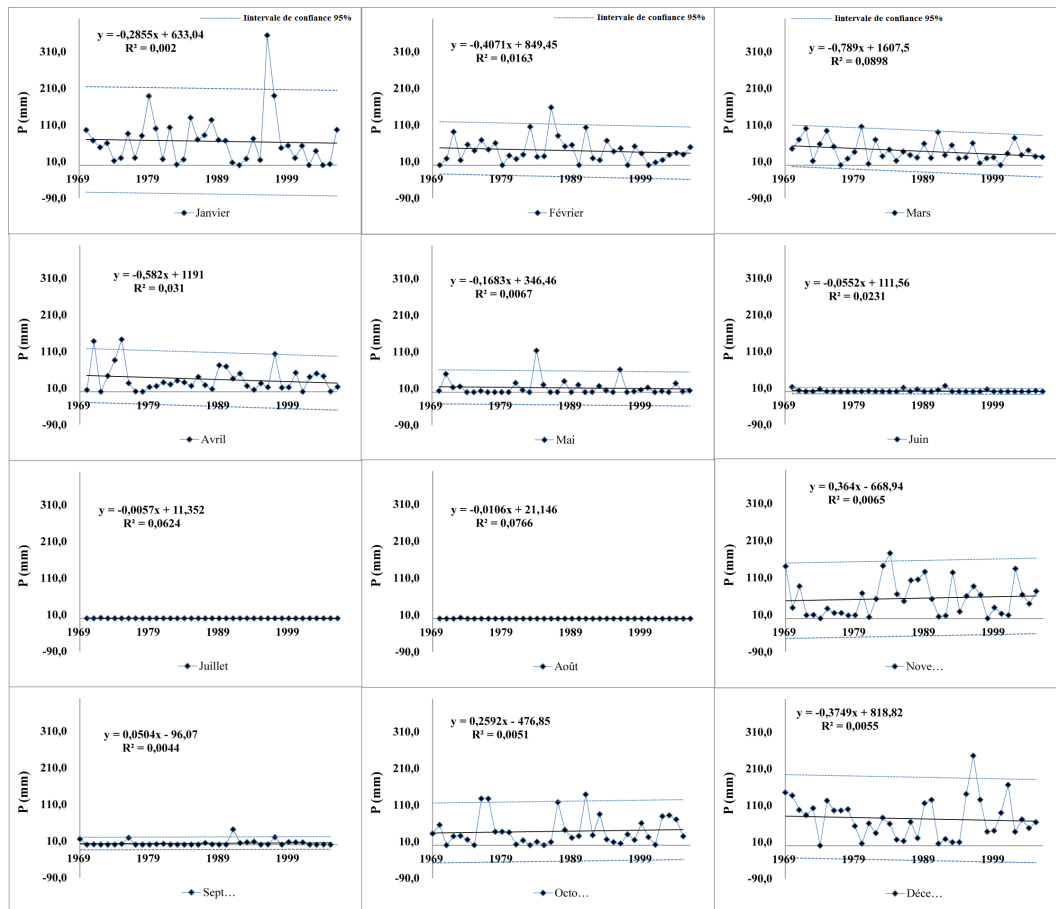 Iintervale de confiance 95%
y = -0,2855x + 633,04
R² = 0,002
P (mm)
310,0
210,0
110,0
10,0
-90,0
1969 1979 1989 1999
Janvier
Iintervale de confiance 95%
y = -0,4071x + 849,45
R² = 0,0163
P (mm)
310,0
210,0
110,0
10,0
-90,0
1969 1979 1989 1999
Février
y = -0,789x + 1607,5
R² = 0,0898
P (mm)
310,0
210,0
110,0
10,0
-90,0
1969 1979 1989 1999
Mars
y = -0,582x + 1191
R² = 0,031
P (mm)
310,0
210,0
110,0
10,0
-90,0
1969 1979 1989 1999
Avril
y = -0,1683x + 346,46
R² = 0,0067
P (mm)
310,0
210,0
110,0
10,0
-90,0
1969 1979 1989 1999
Mai
y = -0,0552x + 111,56
R² = 0,0231
P (mm)
310,0
210,0
110,0
10,0
-90,0
1969 1979 1989 1999
Juin
y = -0,0057x + 11,352
R² = 0,0624
P (mm)
310,0
210,0
110,0
10,0
-90,0
1969 1979 1989 1999
Juillet
y = -0,0106x + 21,146
R² = 0,0766
P (mm)
310,0
210,0
110,0
10,0
-90,0
1969 1979 1989 1999
Août
y = 0,364x - 668,94
R² = 0,0065
P (mm)
310,0
210,0
110,0
10,0
-90,0
1969 1979 1989 1999
Nove…
y = 0,0504x - 96,07
R² = 0,0044
P (mm)
310,0
210,0
110,0
10,0
-90,0
1969 1979 1989 1999
Sept…
y = 0,2592x - 476,85
R² = 0,0051
P (mm)
310,0
210,0
110,0
10,0
-90,0
1969 1979 1989 1999
Octo…
y = -0,3749x + 818,82
R² = 0,0055
P (mm)
310,0
210,0
110,0
10,0
-90,0
1969 1979 1989 1999
Déce…